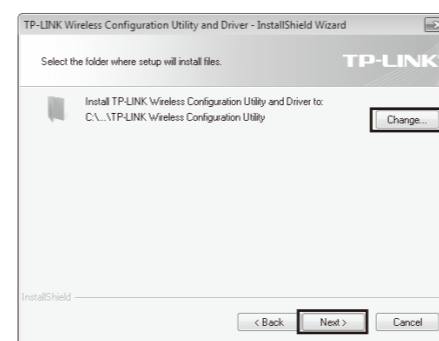 TP-LINK Wireless Configuration Utility and Driver - InstallShield Wizard
Select the folder where setup will install files.
TP-LINK
Install TP-LINK Wireless Configuration Utility and Driver to:
C:\...\TP-LINK Wireless Configuration Utility
Change...
InstallShield
< Back
Next >
Cancel